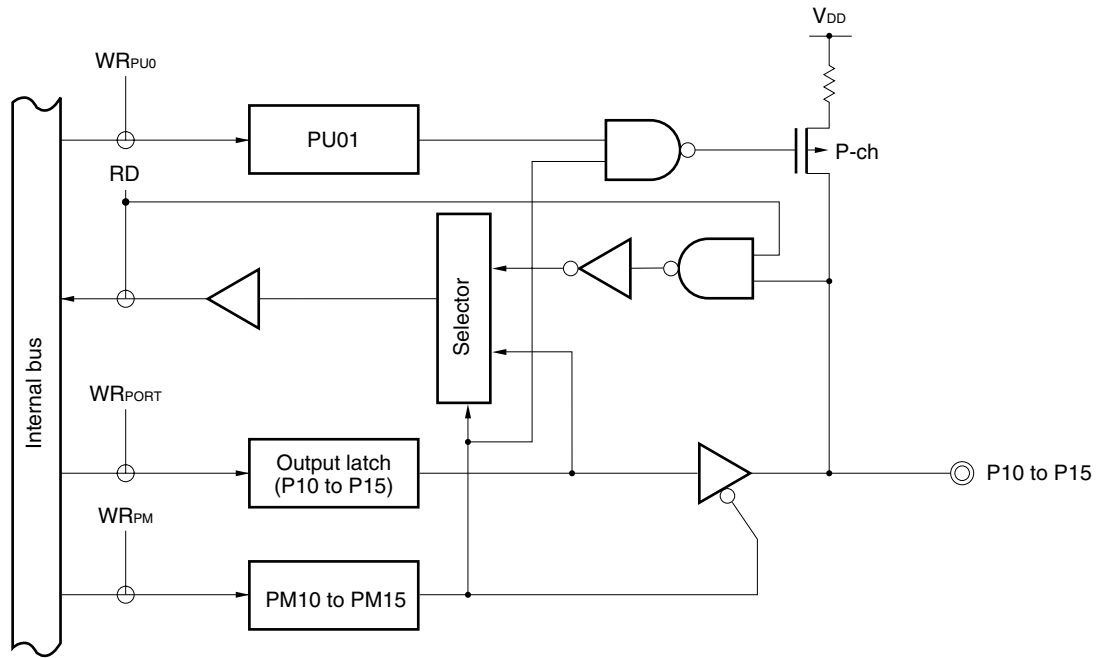 VDD
WRPU0
PU01
P-ch
RD
Selector
Internal bus
WRPORT
Output latch
(P10 to P15)
P10 to P15
WRPM
PM10 to PM15